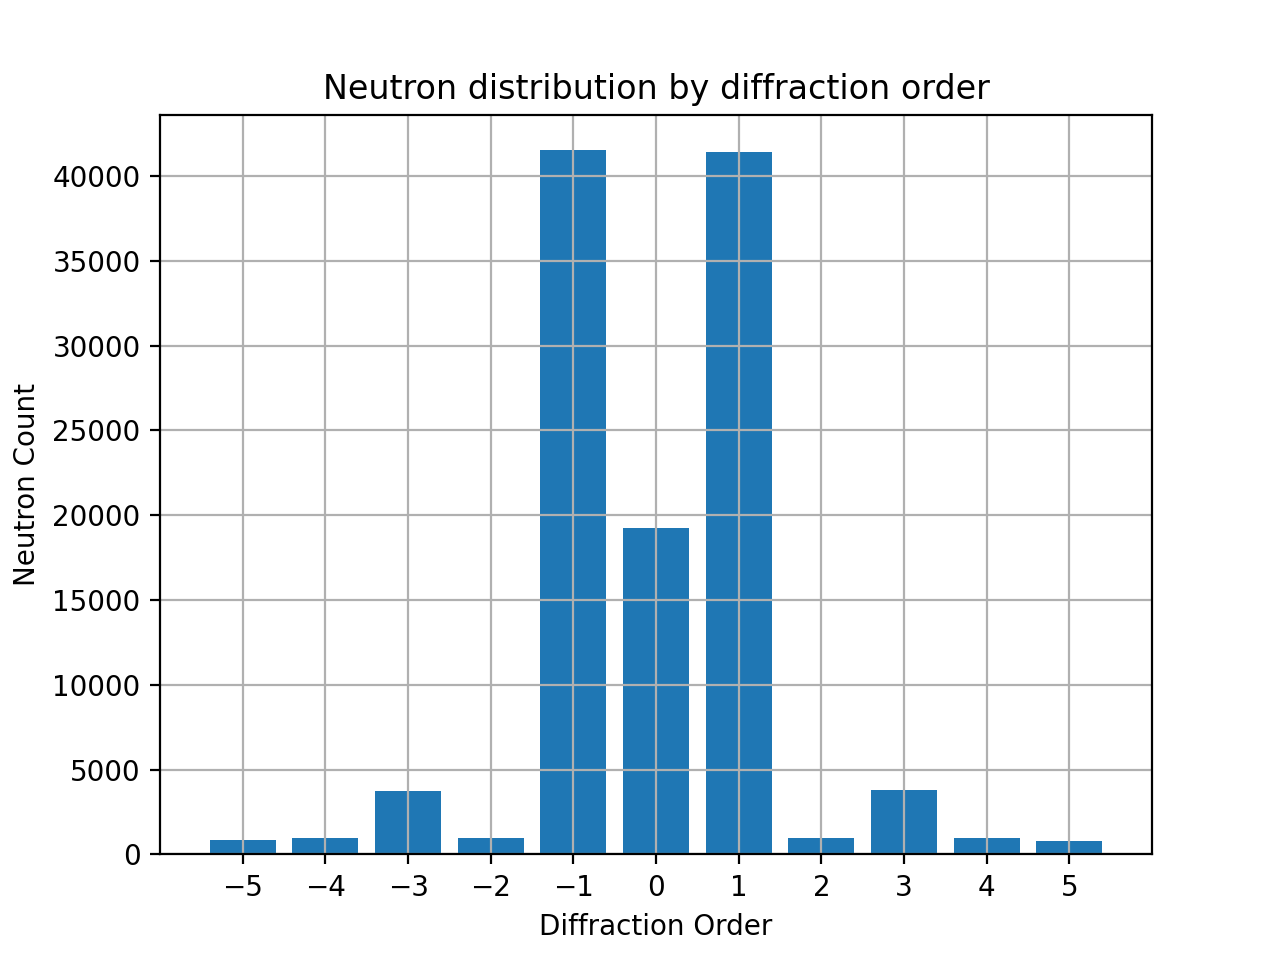 Neutron distribution by diffraction order
Neutron Count
40000
35000
30000
25000
20000
15000
10000
5000
0
−5 −4 −3 −2 −1 0 1 2 3 4 5
Diffraction Order